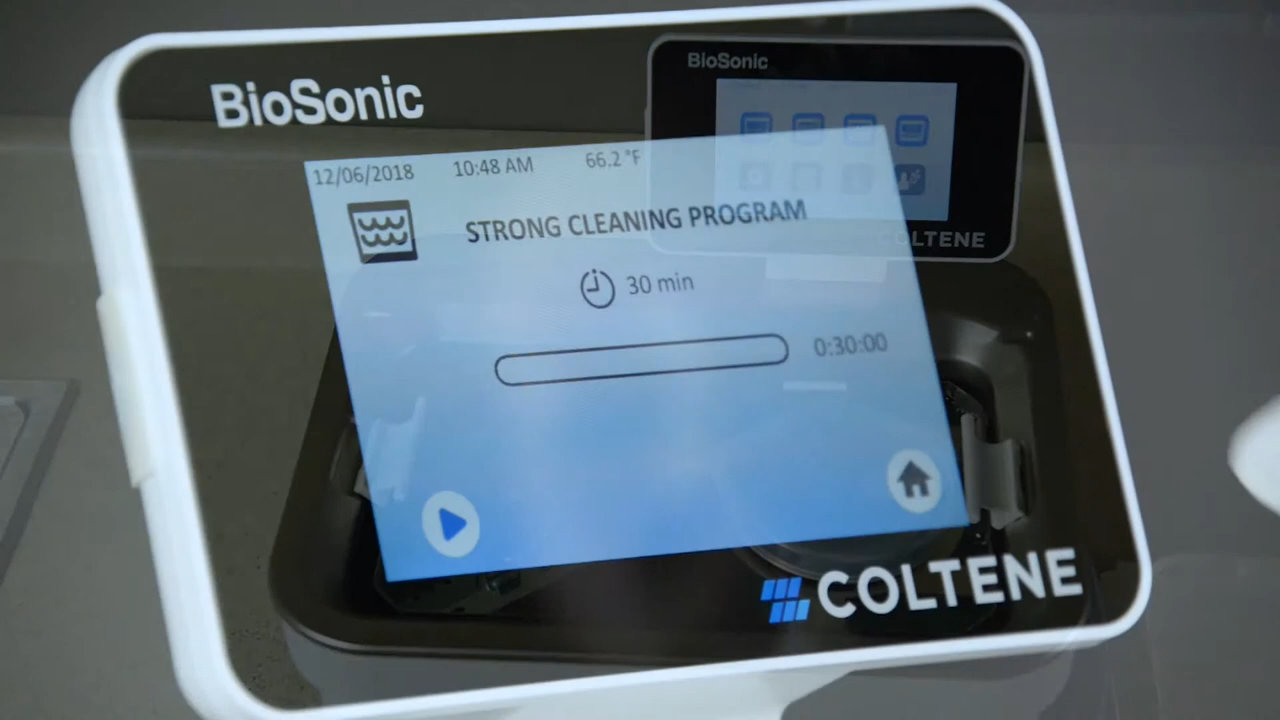 BioSonic
BioSonic
12/06/2018 10:48 AM 66.2 °F
STRONG CLEANING PROGRAM
30 min
0:30:00
COLTENE
COLTENE